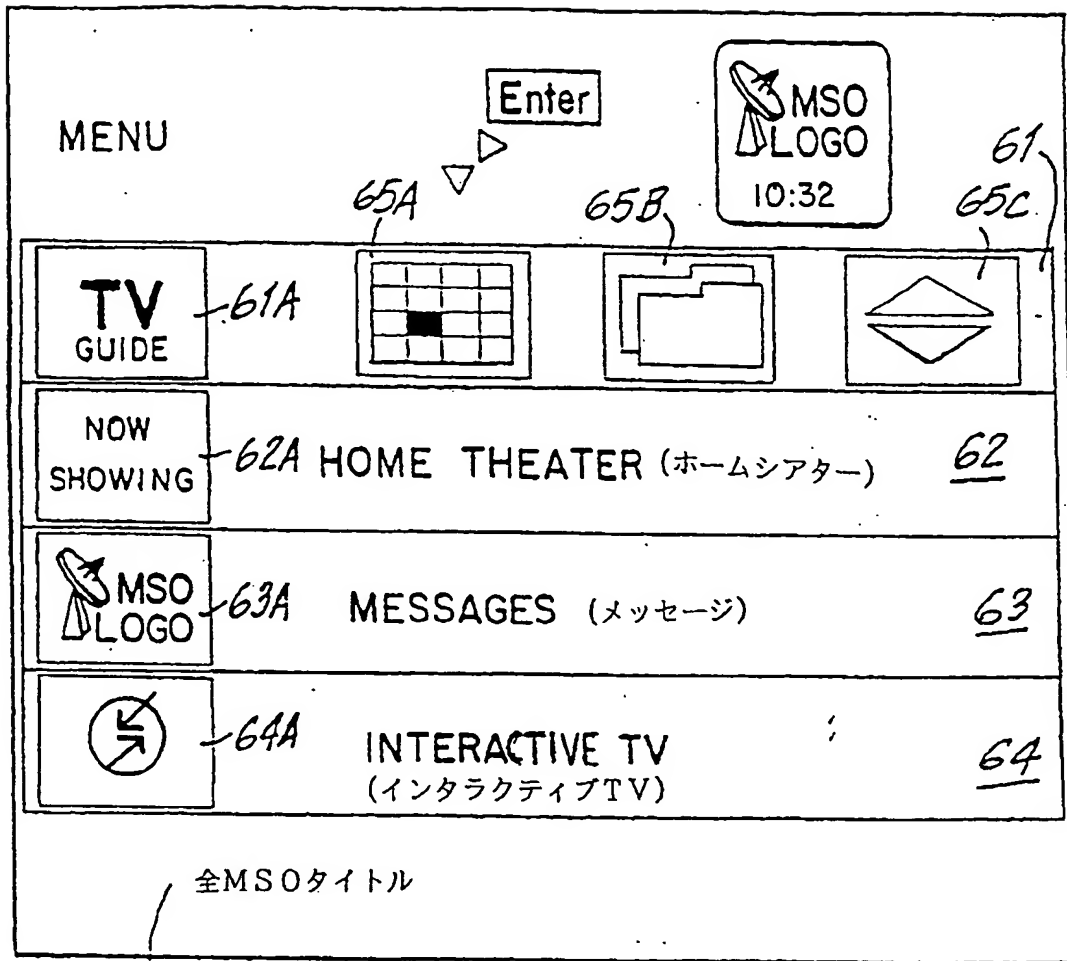 Enter
MENU
MSO
LOGO
10:32
61
65A
65B
65C
TV
GUIDE
61A
NOW
SHOWING
62A
HOME THEATER (ホームシアター)
62
MSO
LOGO
63A
MESSAGES (メッセージ)
63
64A
INTERACTIVE TV
(インタラクティブTV)
64
全MSOタイトル